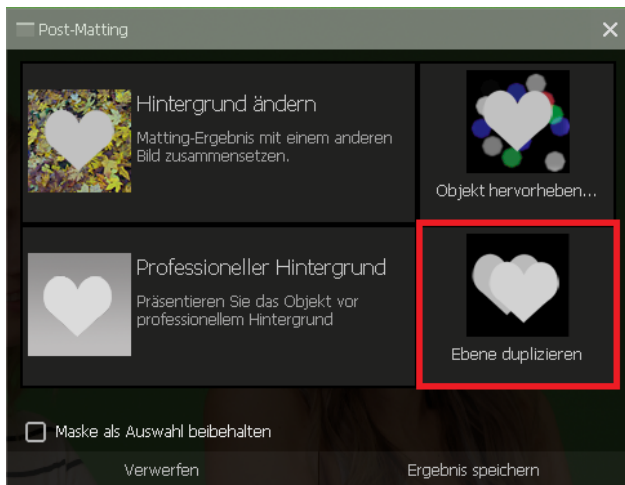 Post-Matting
Hintergrund ändern
Matting-Ergebnis mit einem anderen
Bild zusammensetzen.
Objekt hervorheben...
Professioneller Hintergrund
Präsentieren Sie das Objekt vor
professionellem Hintergrund
Ebene duplizieren
Maske als Auswahl beibehalten
Verwerfen
Ergebnis speichern